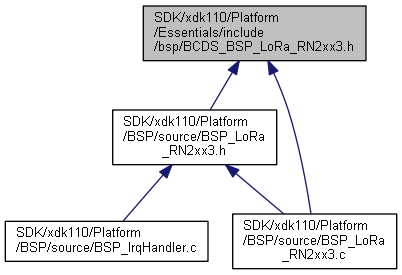 SDK/xdk110/Platform
/Essentials/include
/bsp/BCDS_BSP_LoRa_RN2xx3.h
SDK/xdk110/Platform
/BSP/source/BSP_LoRa
_RN2xx3.h
SDK/xdk110/Platform
/BSP/source/BSP_IrqHandler.c
SDK/xdk110/Platform
/BSP/source/BSP_LoRa
_RN2xx3.c